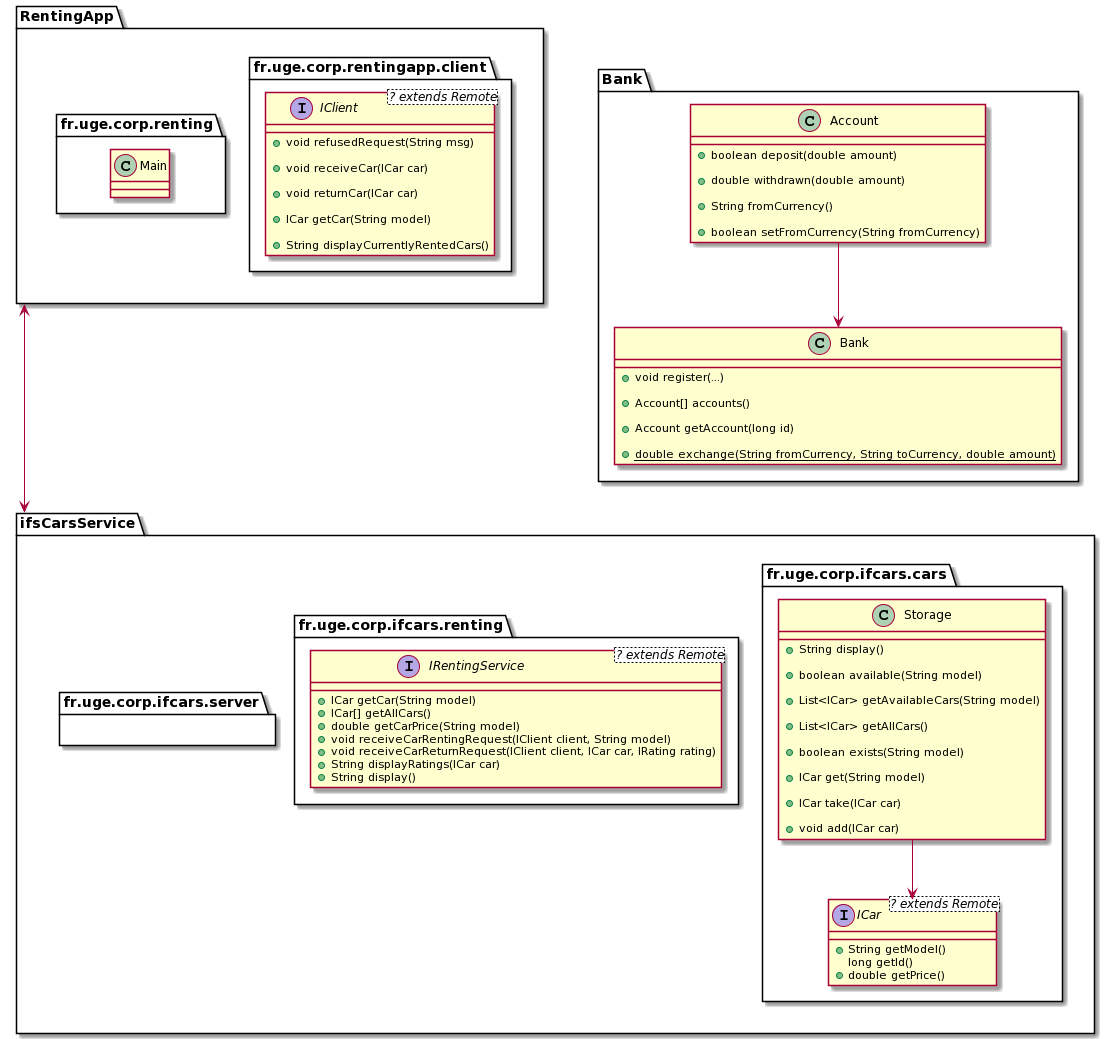 RentingApp
fr.uge.corp.rentingapp.client
? extends Remote
I IClient
void refusedRequest(String msg)
void receiveCar(ICar car)
void returnCar(ICar car)
ICar getCar(String model)
String displayCurrentlyRentedCars()
fr.uge.corp.renting
C Main
Bank
C Account
boolean deposit(double amount)
double withdrawn(double amount)
String fromCurrency()
boolean setFromCurrency(String fromCurrency)
C Bank
void register(...)
Account[] accounts()
Account getAccount(long id)
double exchange(String fromCurrency, String toCurrency, double amount)
ifsCarsService
fr.uge.corp.ifcars.server
fr.uge.corp.ifcars.renting
? extends Remote
I IRentingService
ICar getCar(String model)
ICar[] getAllCars()
double getCarPrice(String model)
void receiveCarRentingRequest(IClient client, String model)
void receiveCarReturnRequest(IClient client, ICar car, IRating rating)
String displayRatings(ICar car)
String display()
fr.uge.corp.ifcars.cars
C Storage
String display()
boolean available(String model)
List<ICar> getAvailableCars(String model)
List<ICar> getAllCars()
boolean exists(String model)
ICar get(String model)
ICar take(ICar car)
void add(ICar car)
? extends Remote
I ICar
String getModel()
long getId()
double getPrice()